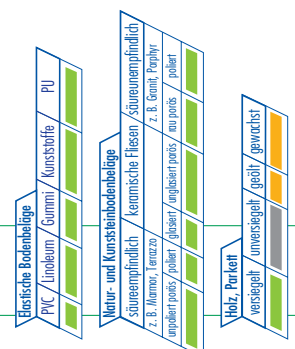 Elastische Bodenbeläge
PVC Linoleum Gummi Kunststoffe PU
Natur- und Kunststeinbodenbeläge
säureempfindlich keramische Fliesen säureunempfindlich
z. B. Marmor, Terrazzo z. B. Granit, Porphyr
unpoliert porös poliert glasiert unglasiert porös rau porös poliert
Holz, Parkett
versiegelt unversiegelt geölt gewachst